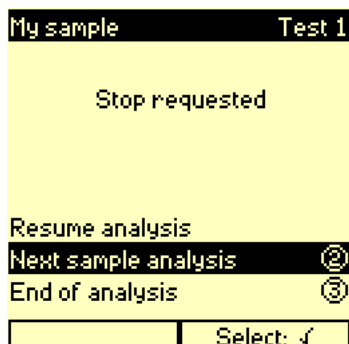 My sample Test 1
Stop requested
Resume analysis
Next sample analysis ②
End of analysis ③
Select: √